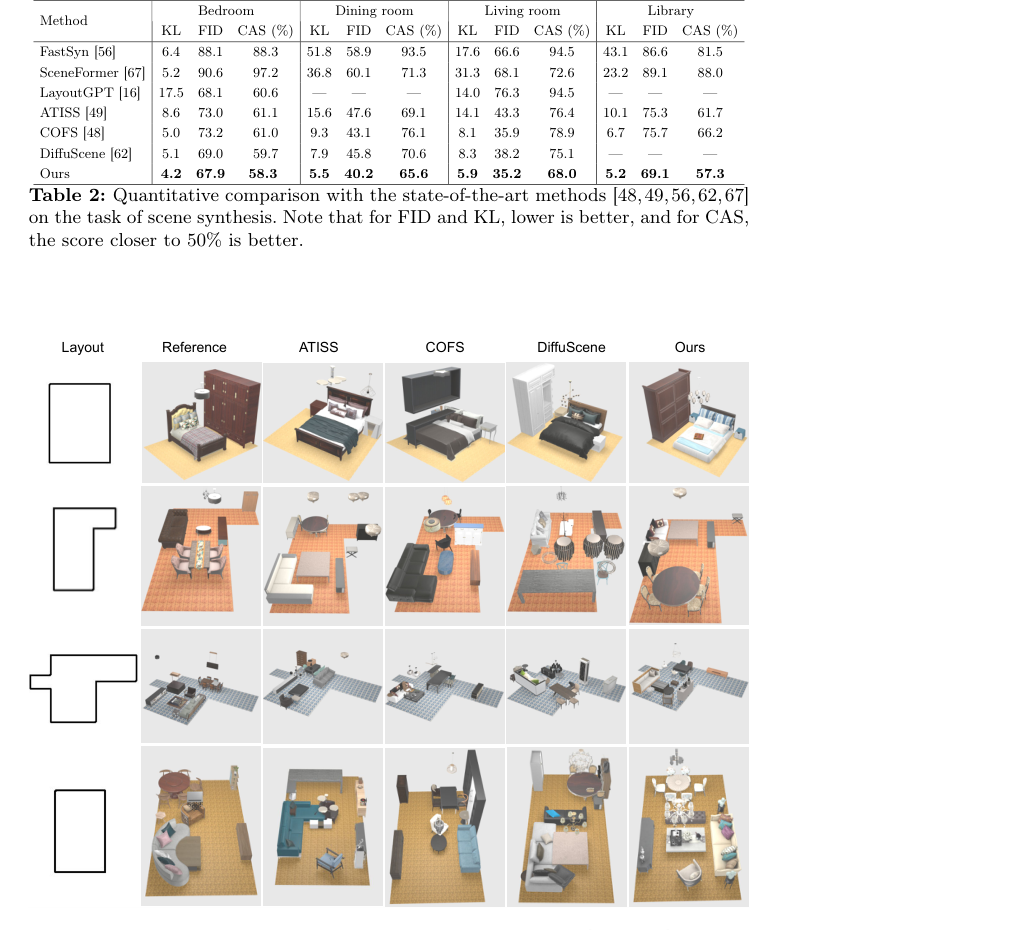 Method Bedroom Dining room Living room Library
KL FID CAS (%) KL FID CAS (%) KL FID CAS (%) KL FID CAS (%)
FastSyn [56] 6.4 88.1 88.3 51.8 58.9 93.5 17.6 66.6 94.5 43.1 86.6 81.5
SceneFormer [67] 5.2 90.6 97.2 36.8 60.1 71.3 31.3 68.1 72.6 23.2 89.1 88.0
LayoutGPT [16] 17.5 68.1 60.6 — — — 14.0 76.3 94.5 — — —
ATISS [49] 8.6 73.0 61.1 15.6 47.6 69.1 14.1 43.3 76.4 10.1 75.3 61.7
COFS [48] 5.0 73.2 61.0 9.3 43.1 76.1 8.1 35.9 78.9 6.7 75.7 66.2
DiffuScene [62] 5.1 69.0 59.7 7.9 45.8 70.6 8.3 38.2 75.1 — — —
Ours 4.2 67.9 58.3 5.5 40.2 65.6 5.9 35.2 68.0 5.2 69.1 57.3
Table 2: Quantitative comparison with the state-of-the-art methods [48,49,56,62,67]
on the task of scene synthesis. Note that for FID and KL, lower is better, and for CAS,
the score closer to 50% is better.
Layout Reference ATISS COFS DiffuScene Ours